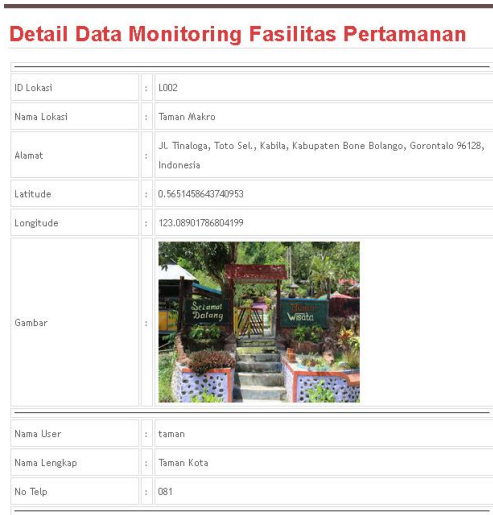 Detail Data Monitoring Fasilitas Pertamanan
ID Lokasi : L002
Nama Lokasi : Taman Makro
Alamat : Jl. Tinaloga, Toto Sel., Kabila, Kabupaten Bone Bolango, Gorontalo 96128,
Indonesia
Latitude : 0.5651458643740953
Longitude : 123.08901786804199
Gambar :
Selamat
Datang
Wisata
Nama User : taman
Nama Lengkap : Taman Kota
No Telp : 081